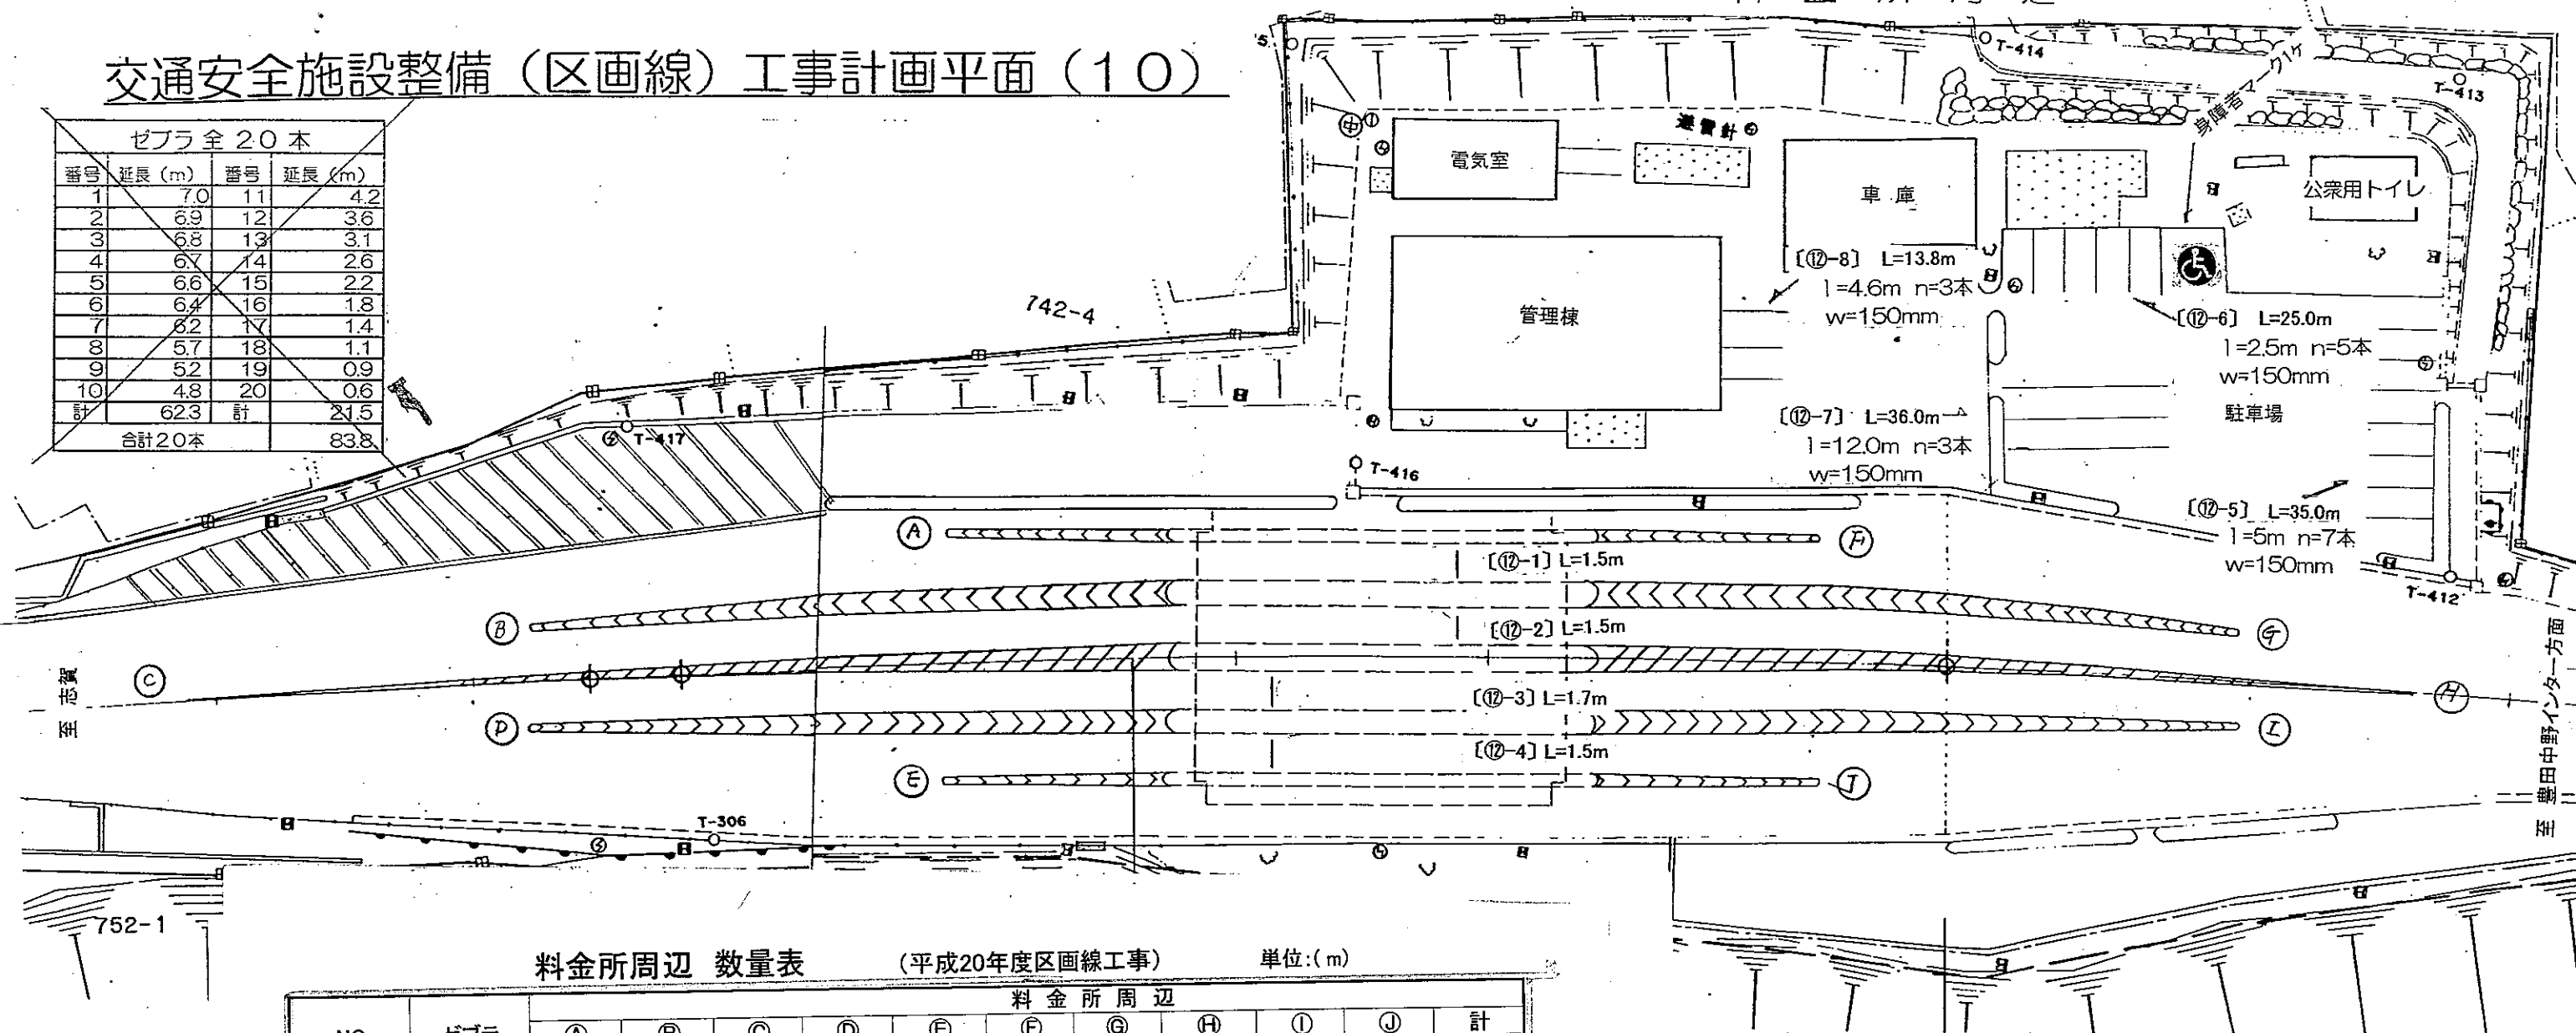 交通安全施設整備（区画線）工事計画平面（１０）
ゼブラ全２０本
番号 延長（m） 番号 延長（m）
1 7.0 11 4.2
2 6.9 12 3.6
3 6.8 13 3.1
4 6.7 14 2.6
5 6.6 15 2.2
6 6.4 16 1.8
7 6.2 17 1.4
8 5.7 18 1.1
9 5.2 19 0.9
10 4.8 20 0.6
計 62.3 計 21.5
合計20本 83.8
742-4
T-417
T-414
T-413
身障者マーク
避雷針
電気室
車庫
公衆用トイレ
管理棟
〔⑫-8〕 L=13.8m
l=4.6m n=3本
w=150mm
〔⑫-6〕 L=25.0m
l=2.5m n=5本
w=150mm
〔⑫-7〕 L=36.0m
l=12.0m n=3本
w=150mm
駐車場
〔⑫-5〕 L=35.0m
l=5m n=7本
w=150mm
T-416
T-412
Ⓐ
Ⓕ
〔⑫-1〕L=1.5m
Ⓑ
〔⑫-2〕L=1.5m
Ⓖ
Ⓒ
Ⓗ
〔⑫-3〕L=1.7m
Ⓓ
Ⓘ
〔⑫-4〕L=1.5m
Ⓔ
Ⓙ
至 志賀
至 豊田中野インター方面
T-306
752-1
料金所周辺 数量表 （平成20年度区画線工事） 単位:(m)
料金所周辺
NO ゼブラ Ⓐ Ⓑ Ⓒ Ⓓ Ⓔ Ⓕ Ⓖ Ⓗ Ⓘ Ⓙ 計